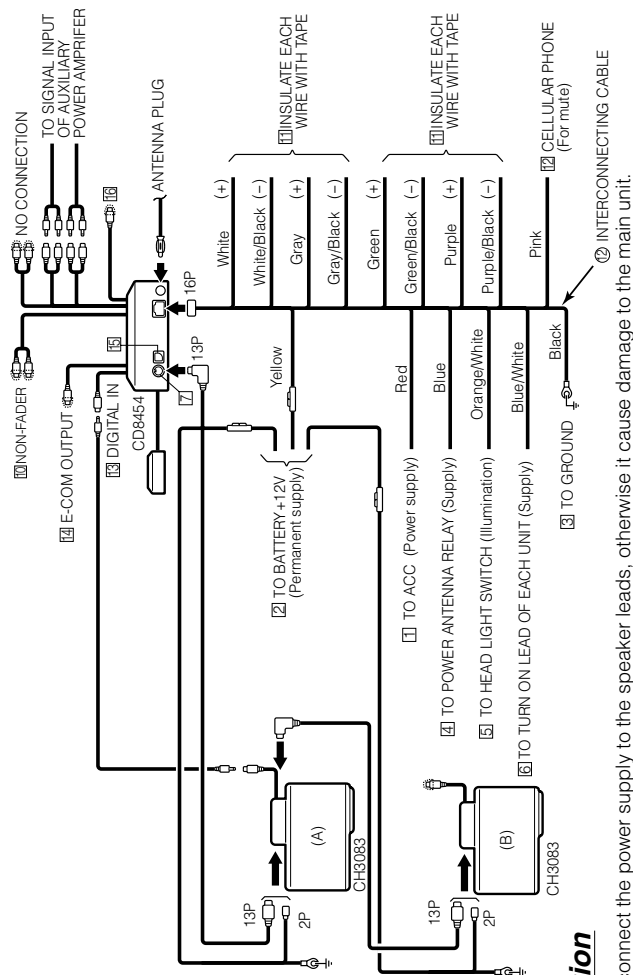 10 NON-FADER
NO CONNECTION
TO SIGNAL INPUT
OF AUXILIARY
POWER AMPRIFER
14 E-COM OUTPUT
16
13 DIGITAL IN
CD8454
15
7
ANTENNA PLUG
13P
16P
2 TO BATTERY+12V
(Permanent supply)
Yellow
White (+)
White/Black (−)
Gray (+)
Gray/Black (−)
11 INSULATE EACH
WIRE WITH TAPE
Green (+)
Green/Black (−)
Purple (+)
Purple/Black (−)
11 INSULATE EACH
WIRE WITH TAPE
1 TO ACC (Power supply)
Red
4 TO POWER ANTENNA RELAY (Supply)
Blue
5 TO HEAD LIGHT SWITCH (Illumination)
Orange/White
6 TO TURN ON LEAD OF EACH UNIT (Supply)
Blue/White
Pink
12 CELLULAR PHONE
(For mute)
Black
3 TO GROUND
⑫ INTERCONNECTING CABLE
13P
2P
(A)
CH3083
13P
2P
(B)
CH3083
ion
connect the power supply to the speaker leads, otherwise it cause damage to the main unit.